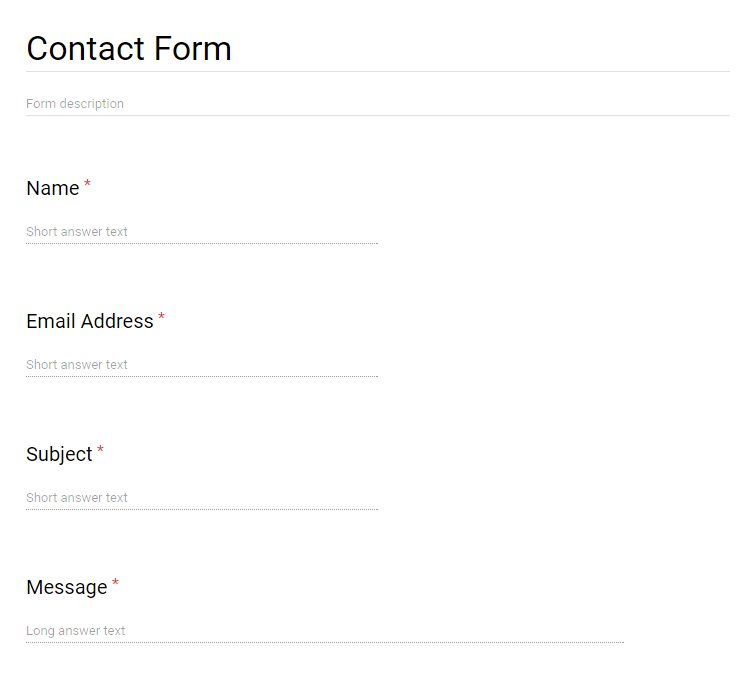 Contact Form
Form description
Name *
Short answer text
Email Address *
Short answer text
Subject *
Short answer text
Message *
Long answer text